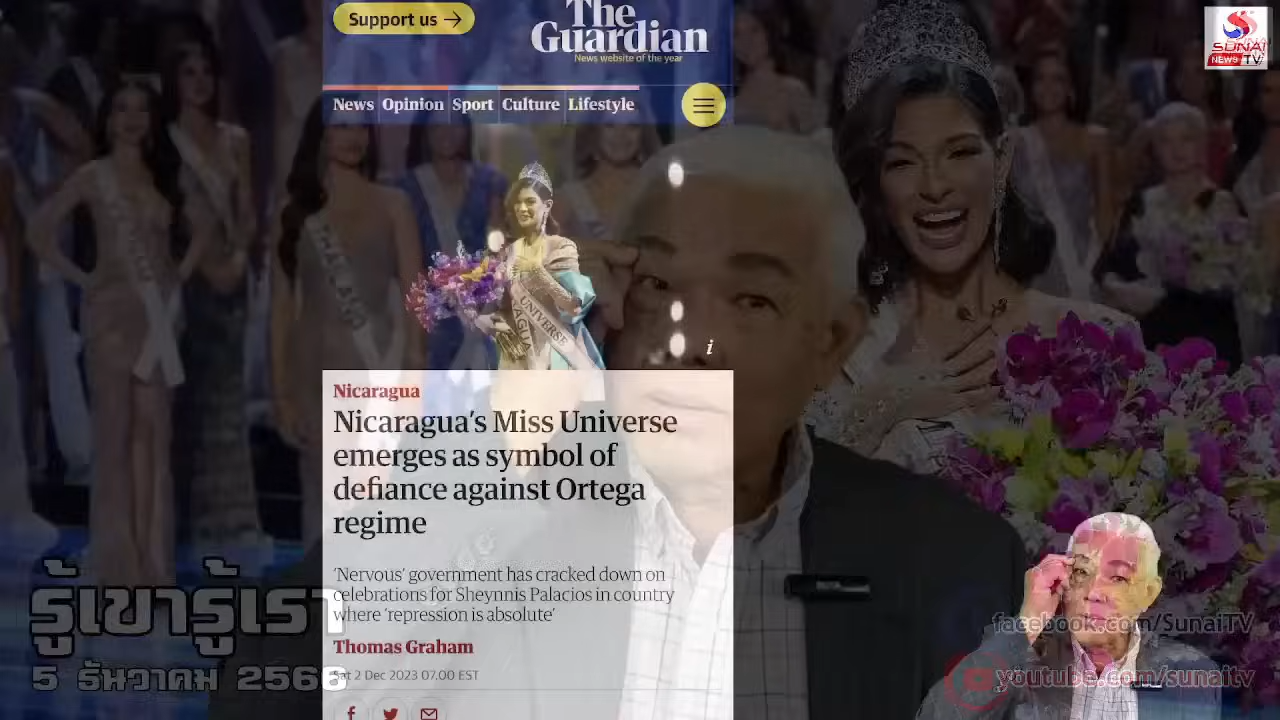 Support us →
The
Guardian
News website of the year
SUNAI
NEWS TV
News Opinion Sport Culture Lifestyle
UNIVERSE
i
Nicaragua
Nicaragua’s Miss Universe
emerges as symbol of
defiance against Ortega
regime
‘Nervous’ government has cracked down on
celebrations for Sheynnis Palacios in country
where ‘repression is absolute’
Thomas Graham
Sat 2 Dec 2023 07.00 EST
รู้เขารู้เรา
5 ธันวาคม 2566
facebook.com/SunaiTV
youtube.com/sunaitv